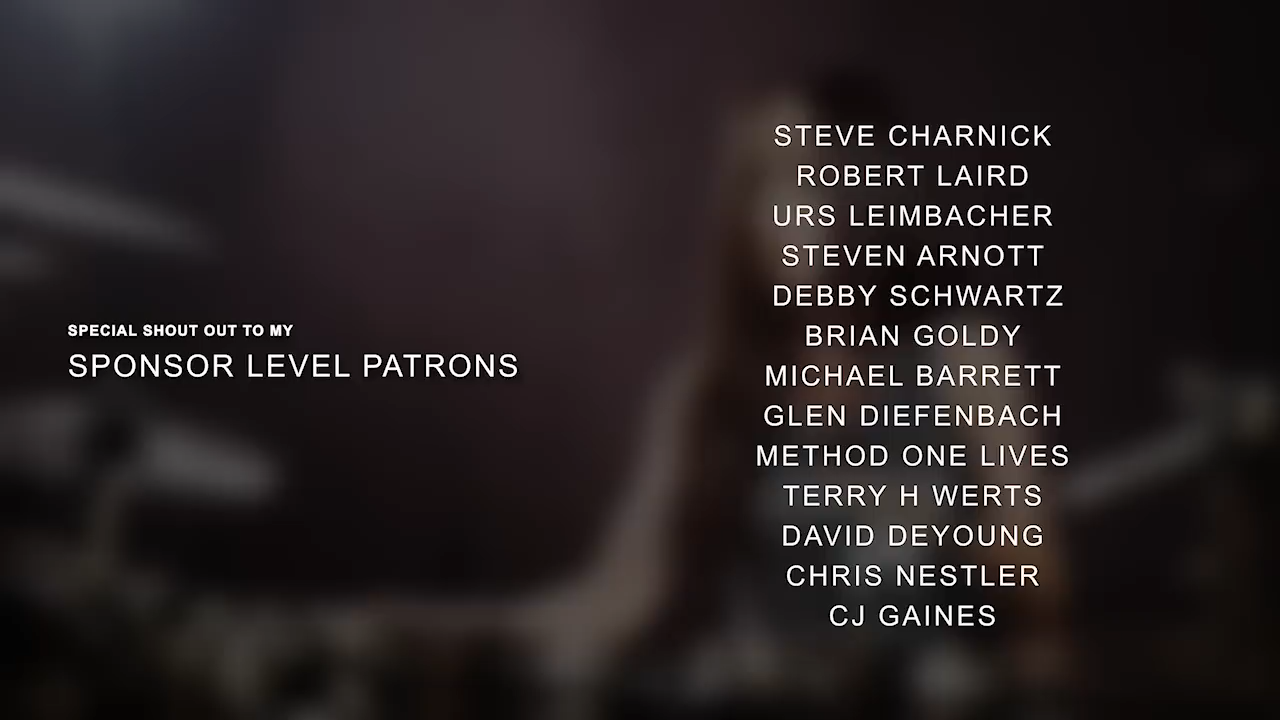 SPECIAL SHOUT OUT TO MY
SPONSOR LEVEL PATRONS
STEVE CHARNICK
ROBERT LAIRD
URS LEIMBACHER
STEVEN ARNOTT
DEBBY SCHWARTZ
BRIAN GOLDY
MICHAEL BARRETT
GLEN DIEFENBACH
METHOD ONE LIVES
TERRY H WERTS
DAVID DEYOUNG
CHRIS NESTLER
CJ GAINES